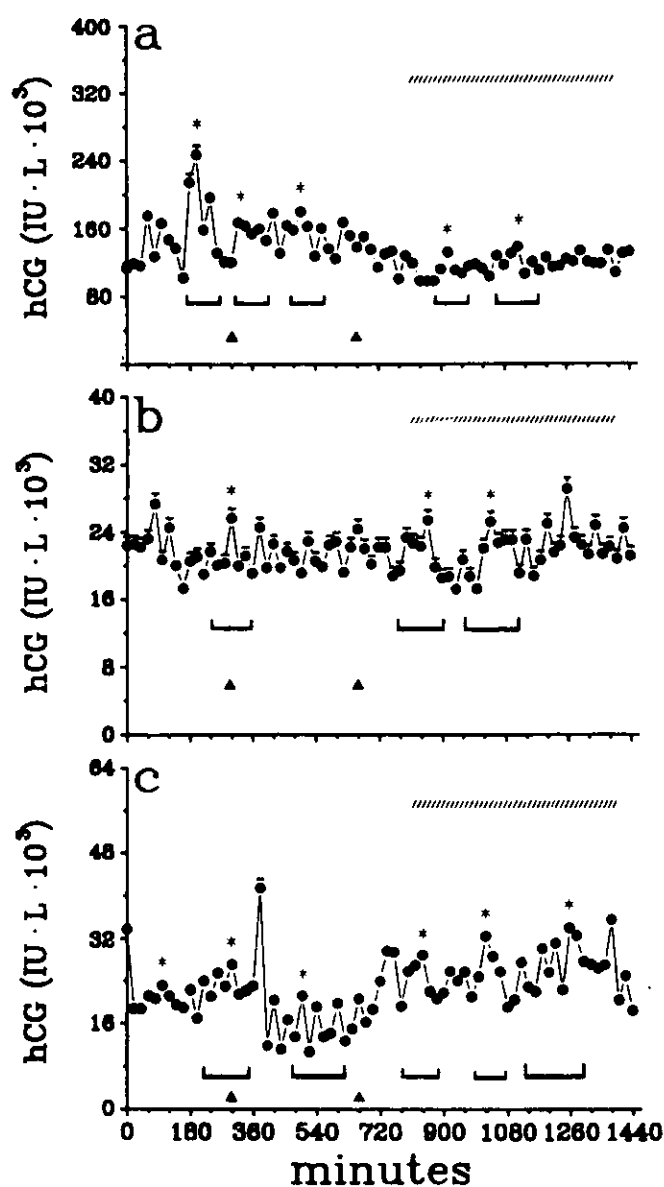 a
400
320
240
160
80
hCG (IU · L · 10³)
* * * * *
b
40
32
24
16
8
0
hCG (IU · L · 10³)
* * *
c
64
48
32
16
0
hCG (IU · L · 10³)
* * * * * *
0 180 360 540 720 900 1080 1260 1440
minutes